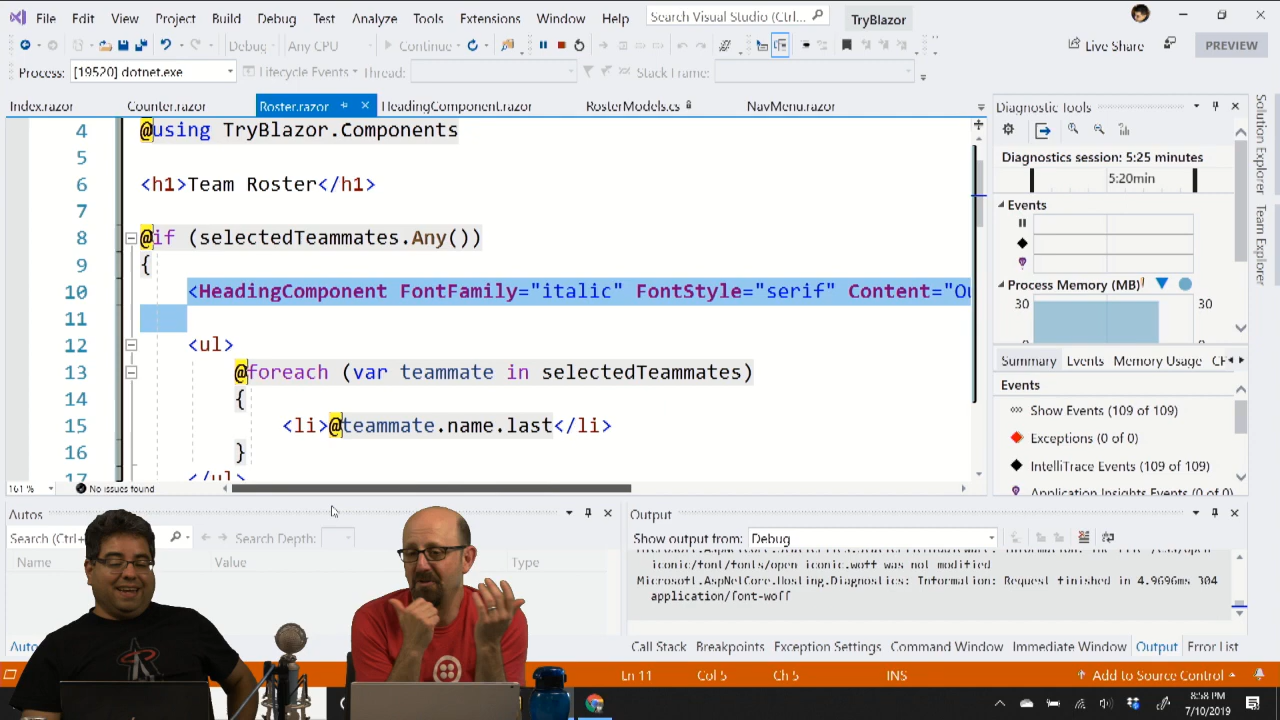 File Edit View Project Build Debug Test Analyze Tools Extensions Window Help Search Visual Studio (Ctrl+... TryBlazor
Debug Any CPU Continue Live Share PREVIEW
Process: [19520] dotnet.exe Lifecycle Events Thread: Stack Frame:
Index.razor Counter.razor Roster.razor HeadingComponent.razor RosterModels.cs NavMenu.razor
4 @using TryBlazor.Components
5
6 <h1>Team Roster</h1>
7
8 @if (selectedTeammates.Any())
9 {
10 <HeadingComponent FontFamily="italic" FontStyle="serif" Content="Ou
11
12 <ul>
13 @foreach (var teammate in selectedTeammates)
14 {
15 <li>@teammate.name.last</li>
16 }
17 </ul>
161 % No issues found
Diagnostic Tools
Diagnostics session: 5:25 minutes
5:20min
Events
Process Memory (MB)
30 30
Summary Events Memory Usage
Events
Show Events (109 of 109)
Exceptions (0 of 0)
IntelliTrace Events (109 of 109)
Application Insights Events (0 of 0)
Solution Explorer
Team Explorer
Autos
Search (Ctrl+ Search Depth:
Name Value Type
Autos
Output
Show output from: Debug
iconic/font/fonts/open iconic.woff was not modified
Microsoft.AspNetCore.Hosting.Diagnostics: Information: Request finished in 4.9696ms 304
application/font-woff
Call Stack Breakpoints Exception Settings Command Window Immediate Window Output Error List
Ln 11 Col 5 Ch 5 INS Add to Source Control
8:58 PM
7/10/2019